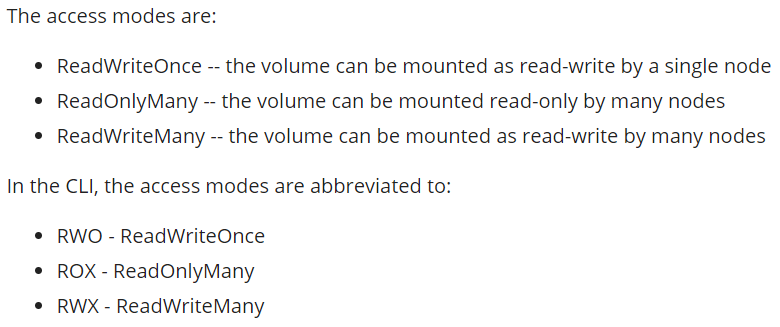 The access modes are:
• ReadWriteOnce -- the volume can be mounted as read-write by a single node
• ReadOnlyMany -- the volume can be mounted read-only by many nodes
• ReadWriteMany -- the volume can be mounted as read-write by many nodes
In the CLI, the access modes are abbreviated to:
• RWO - ReadWriteOnce
• ROX - ReadOnlyMany
• RWX - ReadWriteMany